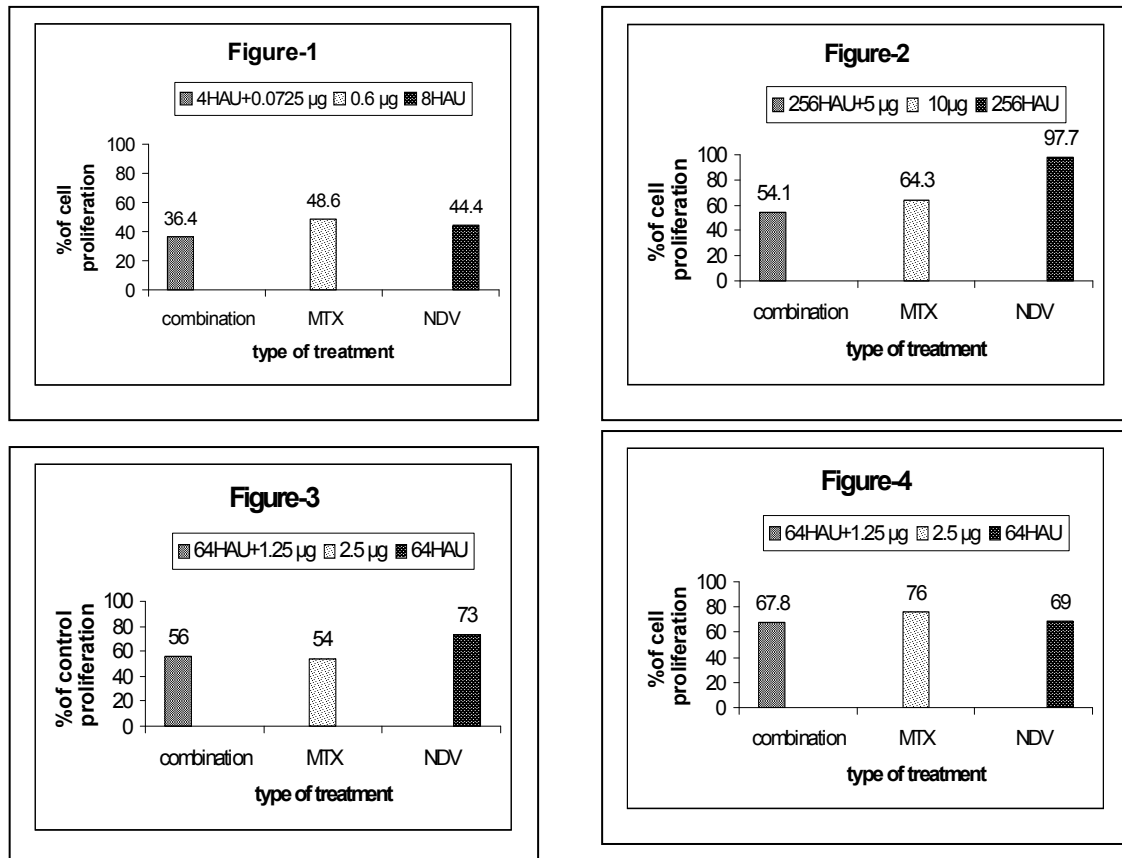 Figure-1
4HAU+0.0725 µg 0.6 µg 8HAU
100
80
60
40
20
0
36.4
48.6
44.4
%of cell
proliferation
combination MTX NDV
type of treatment
Figure-2
256HAU+5 µg 10µg 256HAU
100
80
60
40
20
0
54.1
64.3
97.7
%of cell
proliferation
combination MTX NDV
type of treatment
Figure-3
64HAU+1.25 µg 2.5 µg 64HAU
100
80
60
40
20
0
56
54
73
%of control
proliferation
combination MTX NDV
type of treatment
Figure-4
64HAU+1.25 µg 2.5 µg 64HAU
100
80
60
40
20
0
67.8
76
69
%of cell
proliferation
combination MTX NDV
type of treatment